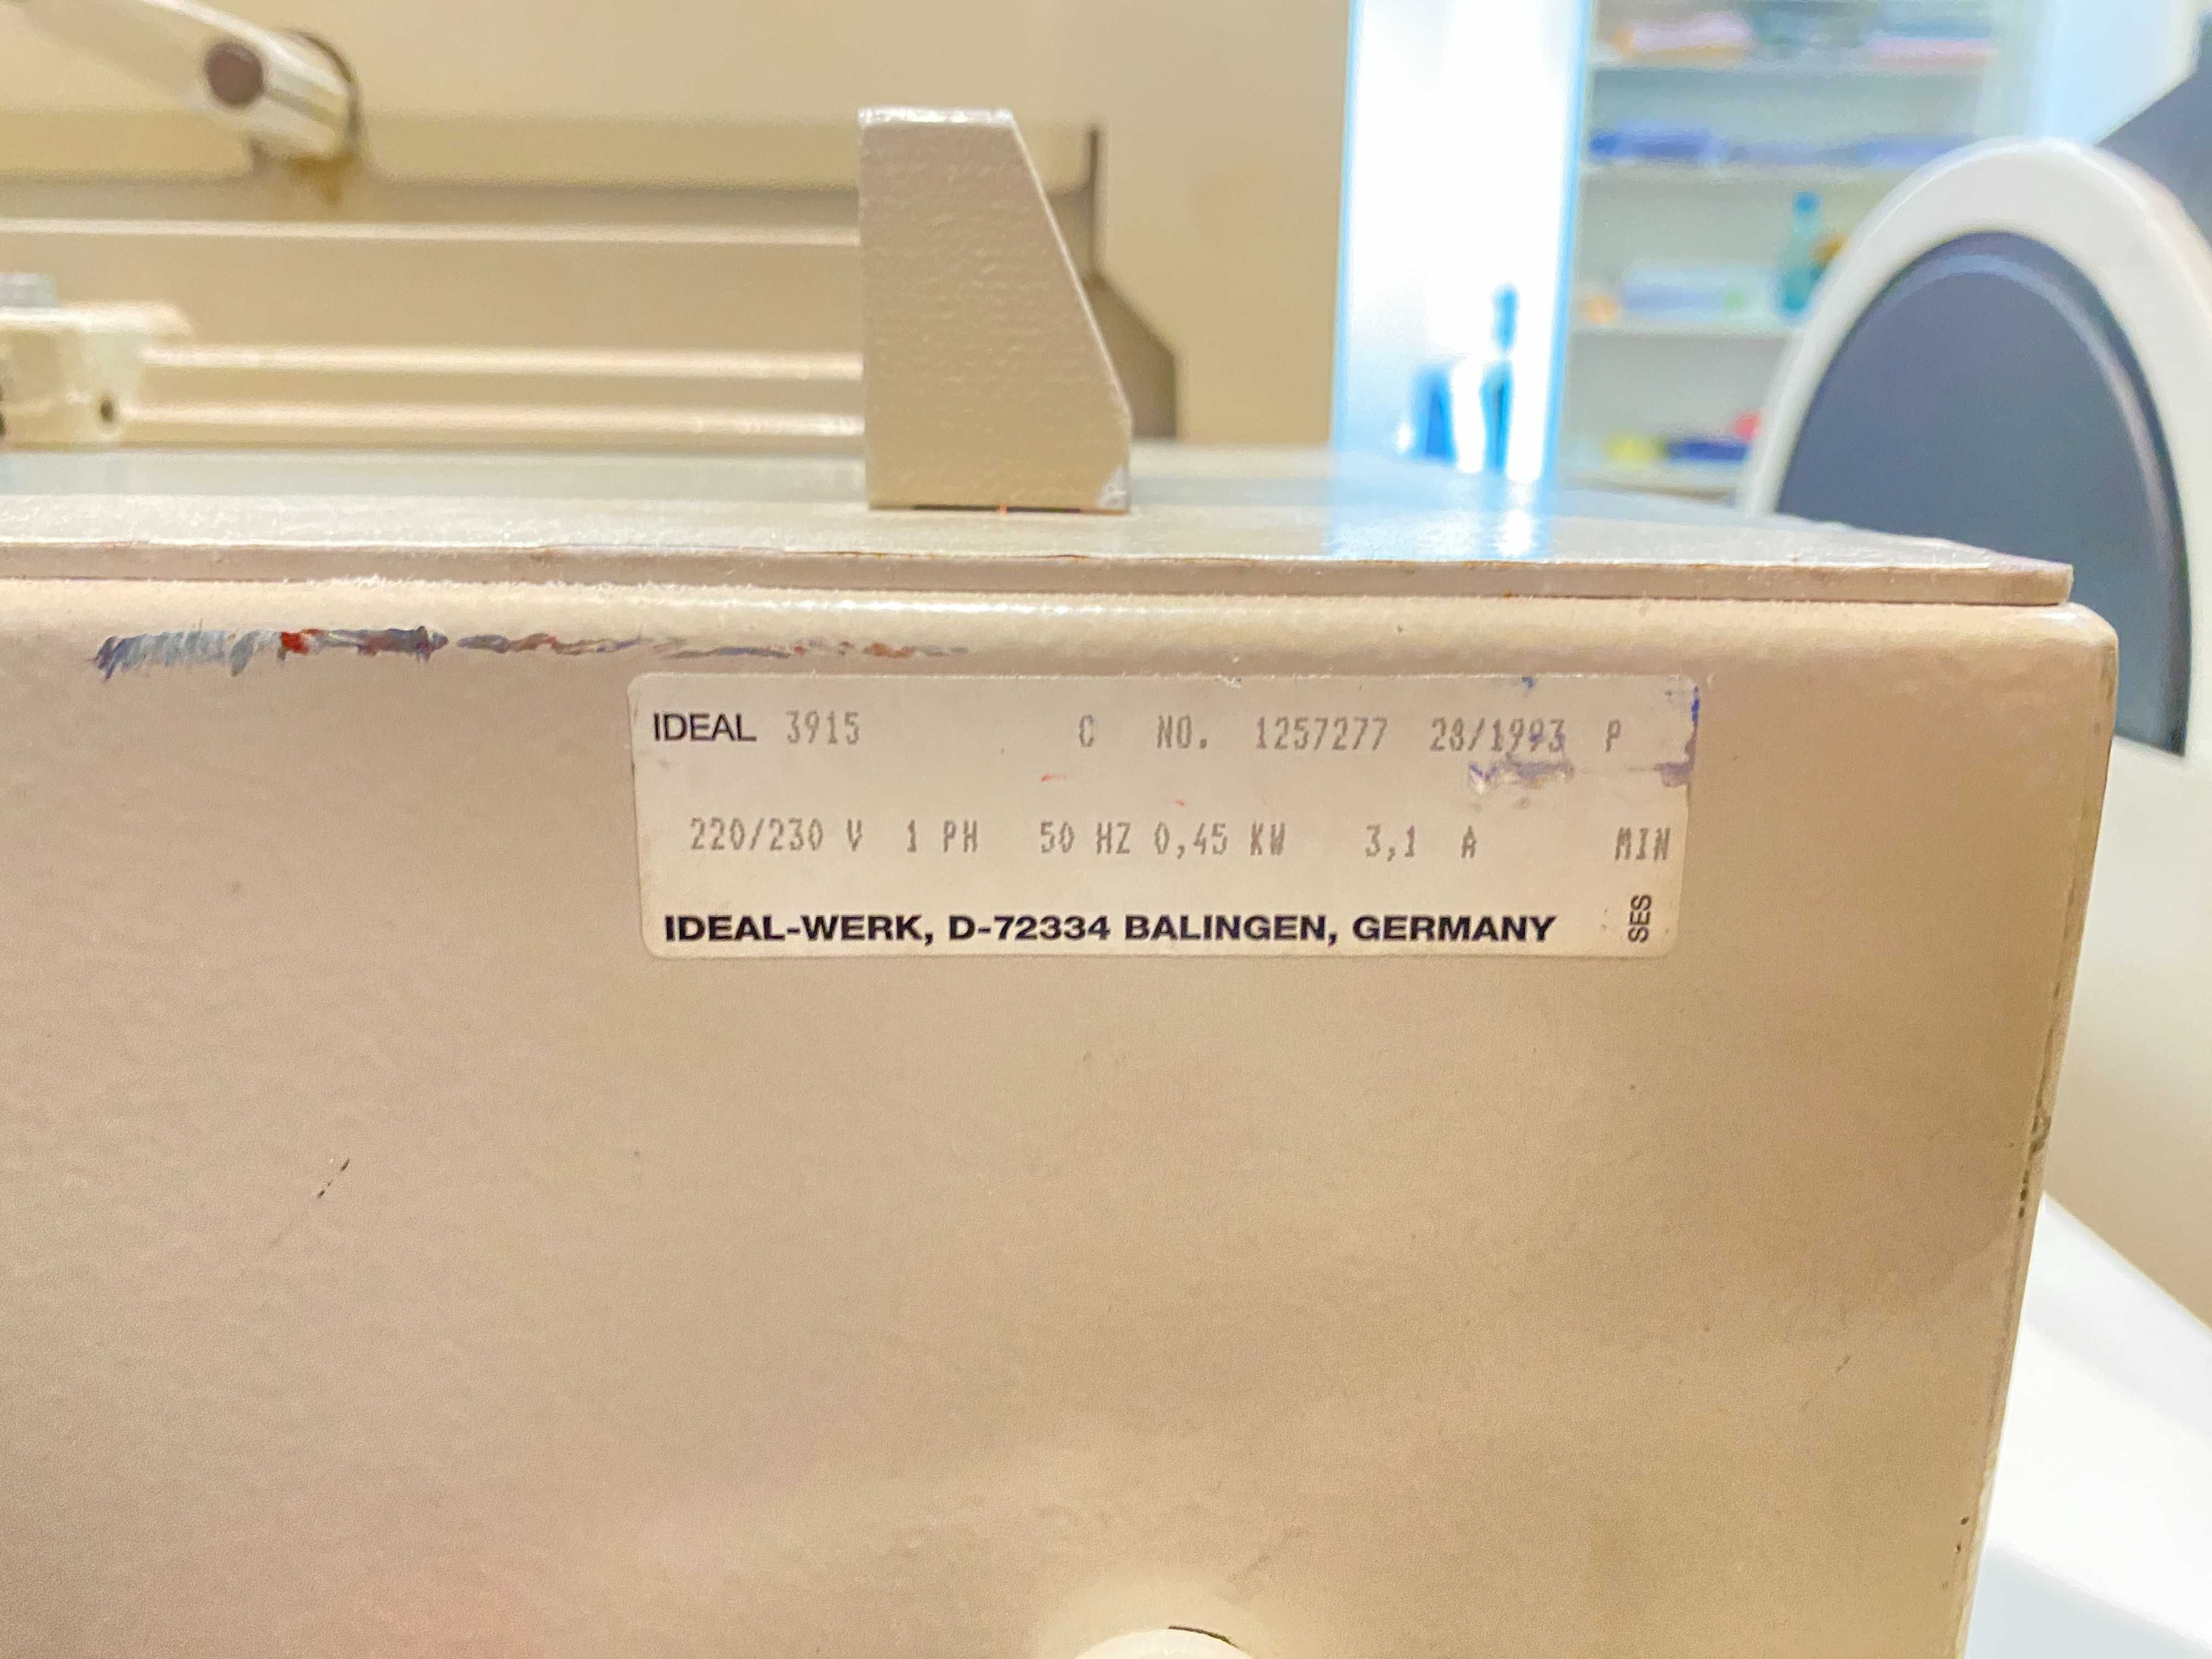 IDEAL 3915 C NO. 1257277 28/1993 P
220/230 V 1 PH 50 HZ 0,45 KW 3,1 A MIN
IDEAL-WERK, D-72334 BALINGEN, GERMANY
SES